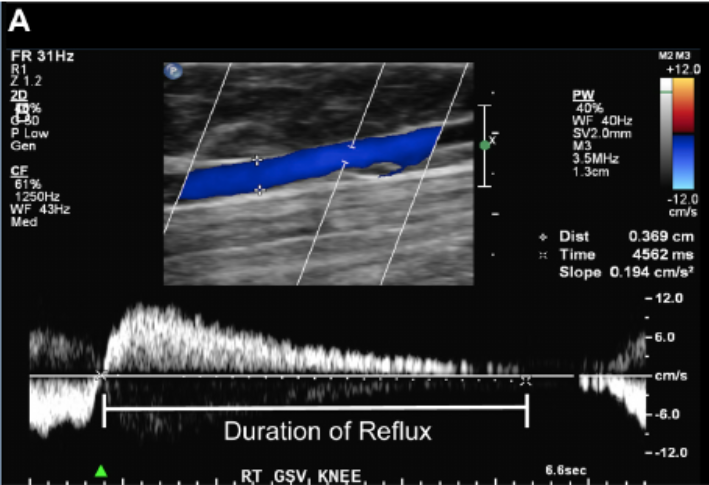 A
FR 31Hz
R1
Z 1.2
2D
40%
C 50
P Low
Gen
CF
61%
1250Hz
WF 43Hz
Med
P
M2 M3
+12.0
-12.0
cm/s
PW
40%
WF 40Hz
SV2.0mm
M3
3.5MHz
1.3cm
x
Dist 0.369 cm
Time 4562 ms
Slope 0.194 cm/s²
12.0
6.0
cm/s
-6.0
-12.0
Duration of Reflux
RT GSV KNEE
6.6sec